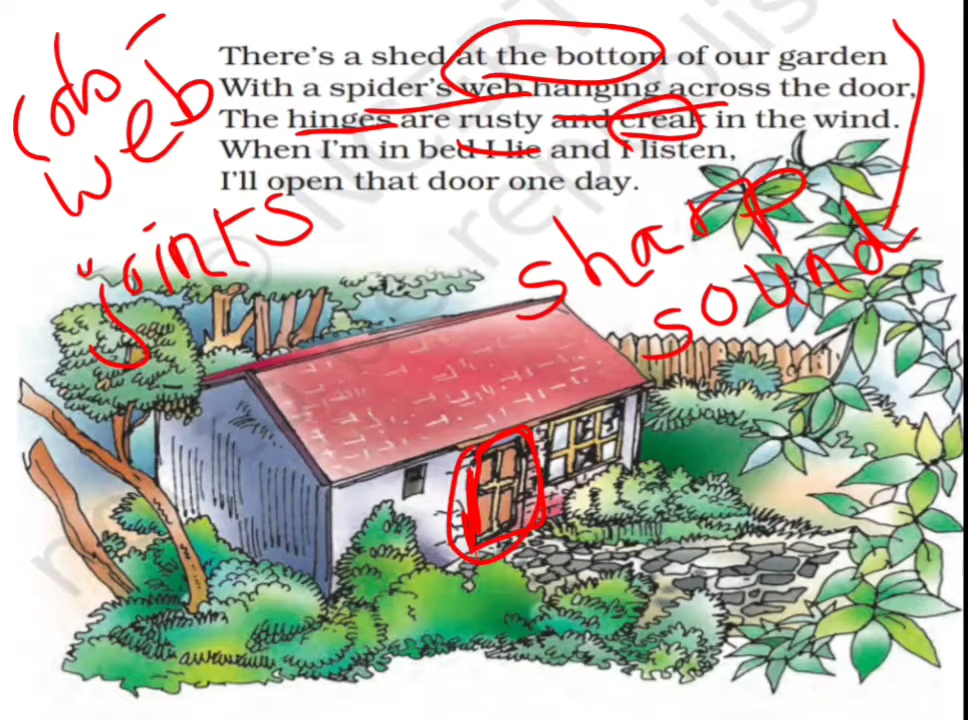 There's a shed at the bottom of our garden
With a spider's web hanging across the door,
The hinges are rusty and creak in the wind.
When I'm in bed I lie and I listen,
I'll open that door one day.
cob-
web
joints
sharp
sound